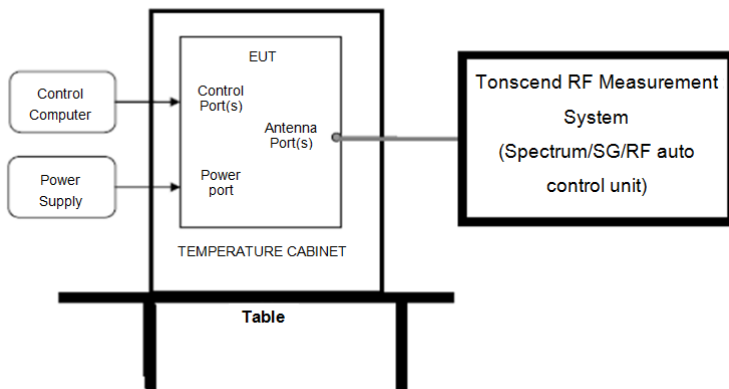 EUT
Control
Computer
Control
Port(s)
Antenna
Port(s)
Power
Supply
Power
port
TEMPERATURE CABINET
Table
Tonscend RF Measurement
System
(Spectrum/SG/RF auto
control unit)